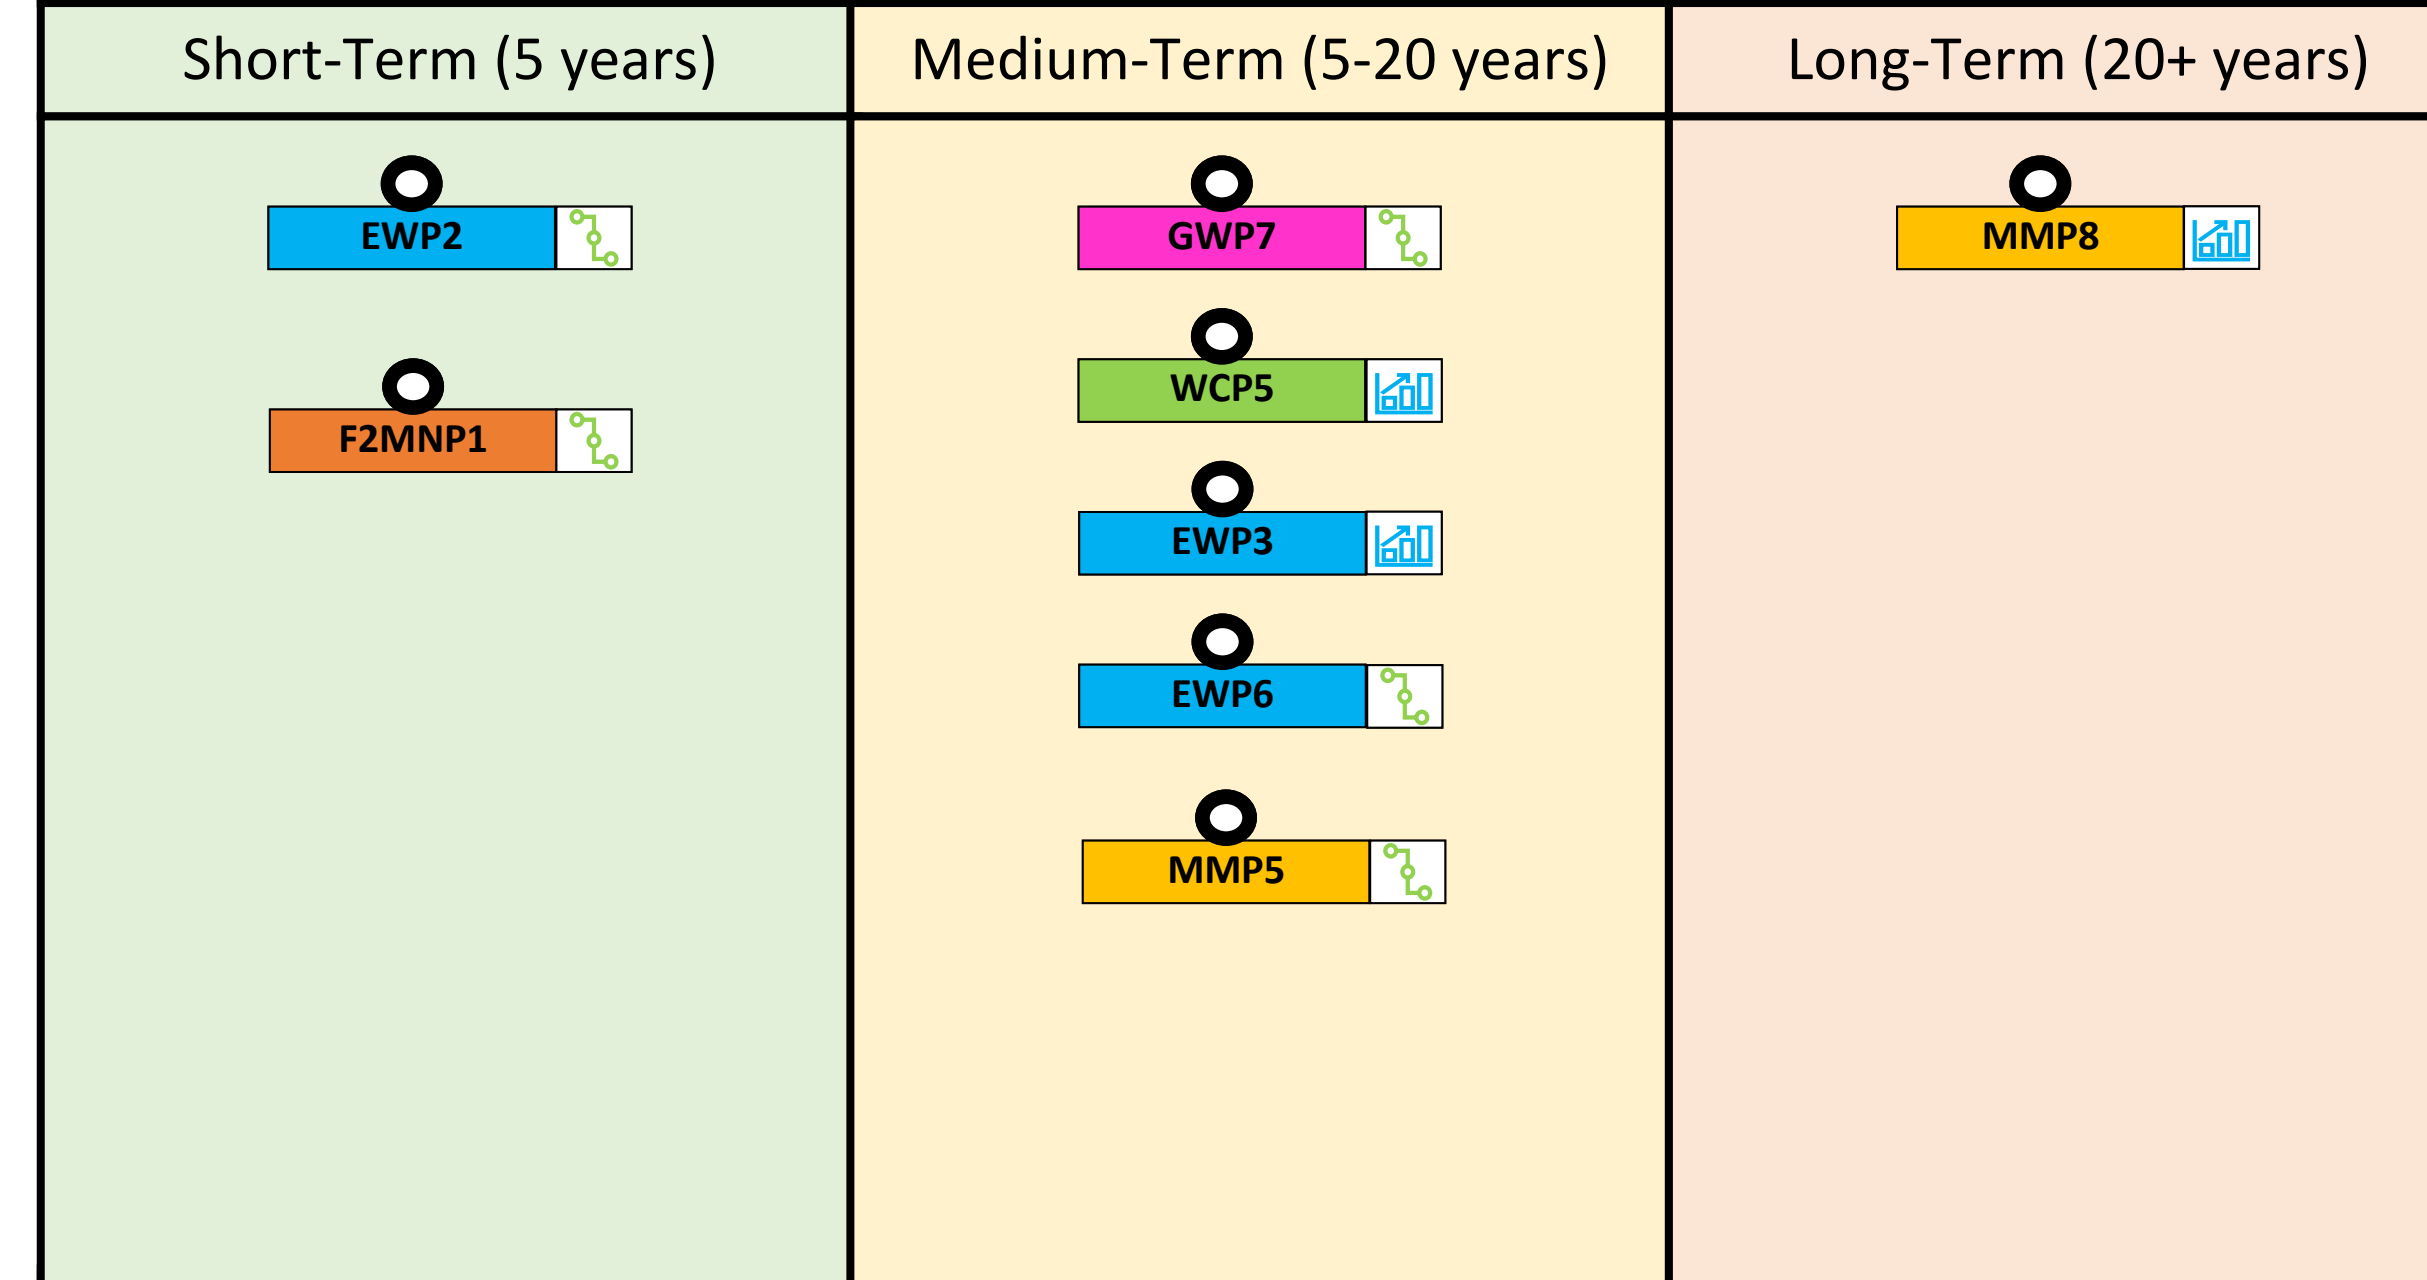 Short-Term (5 years)
Medium-Term (5-20 years)
Long-Term (20+ years)
EWP2
F2MNP1
GWP7
WCP5
EWP3
EWP6
MMP5
MMP8